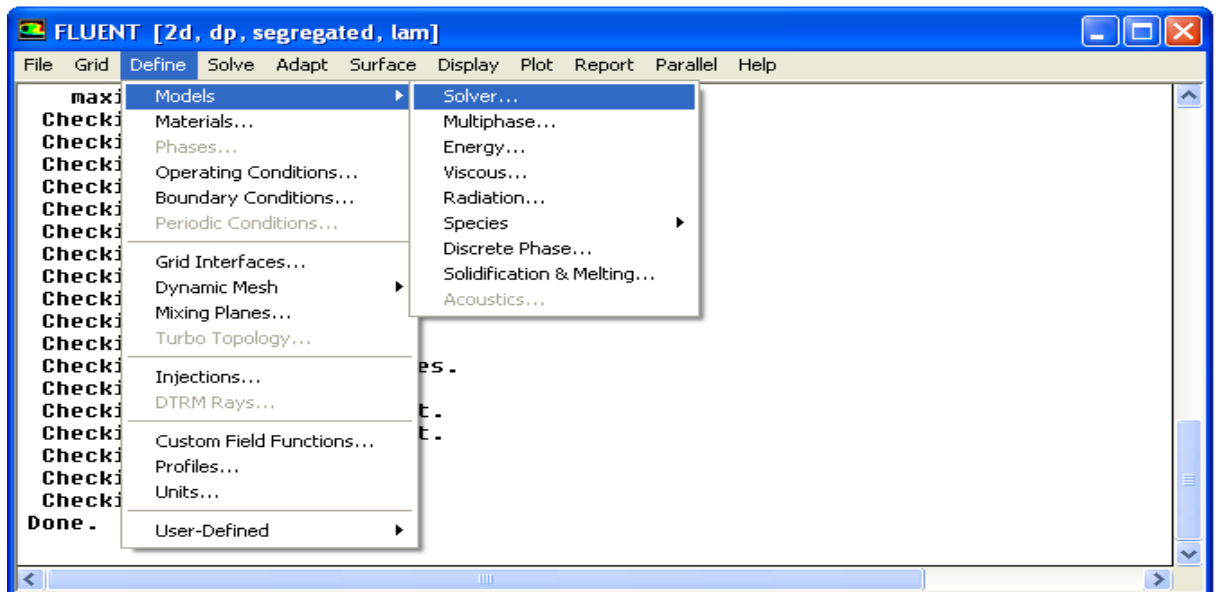 FLUENT [2d, dp, segregated, lam]
File Grid Define Solve Adapt Surface Display Plot Report Parallel Help
maxi
Checki
Checki
Checki
Checki
Checki
Checki
Checki
Checki
Checki
Checki
Checki
Checki es.
Checki
Checki t.
Checki t.
Checki
Checki
Checki
Done.
Models
Materials...
Phases...
Operating Conditions...
Boundary Conditions...
Periodic Conditions...
Grid Interfaces...
Dynamic Mesh
Mixing Planes...
Turbo Topology...
Injections...
DTRM Rays...
Custom Field Functions...
Profiles...
Units...
User-Defined
Solver...
Multiphase...
Energy...
Viscous...
Radiation...
Species
Discrete Phase...
Solidification & Melting...
Acoustics...